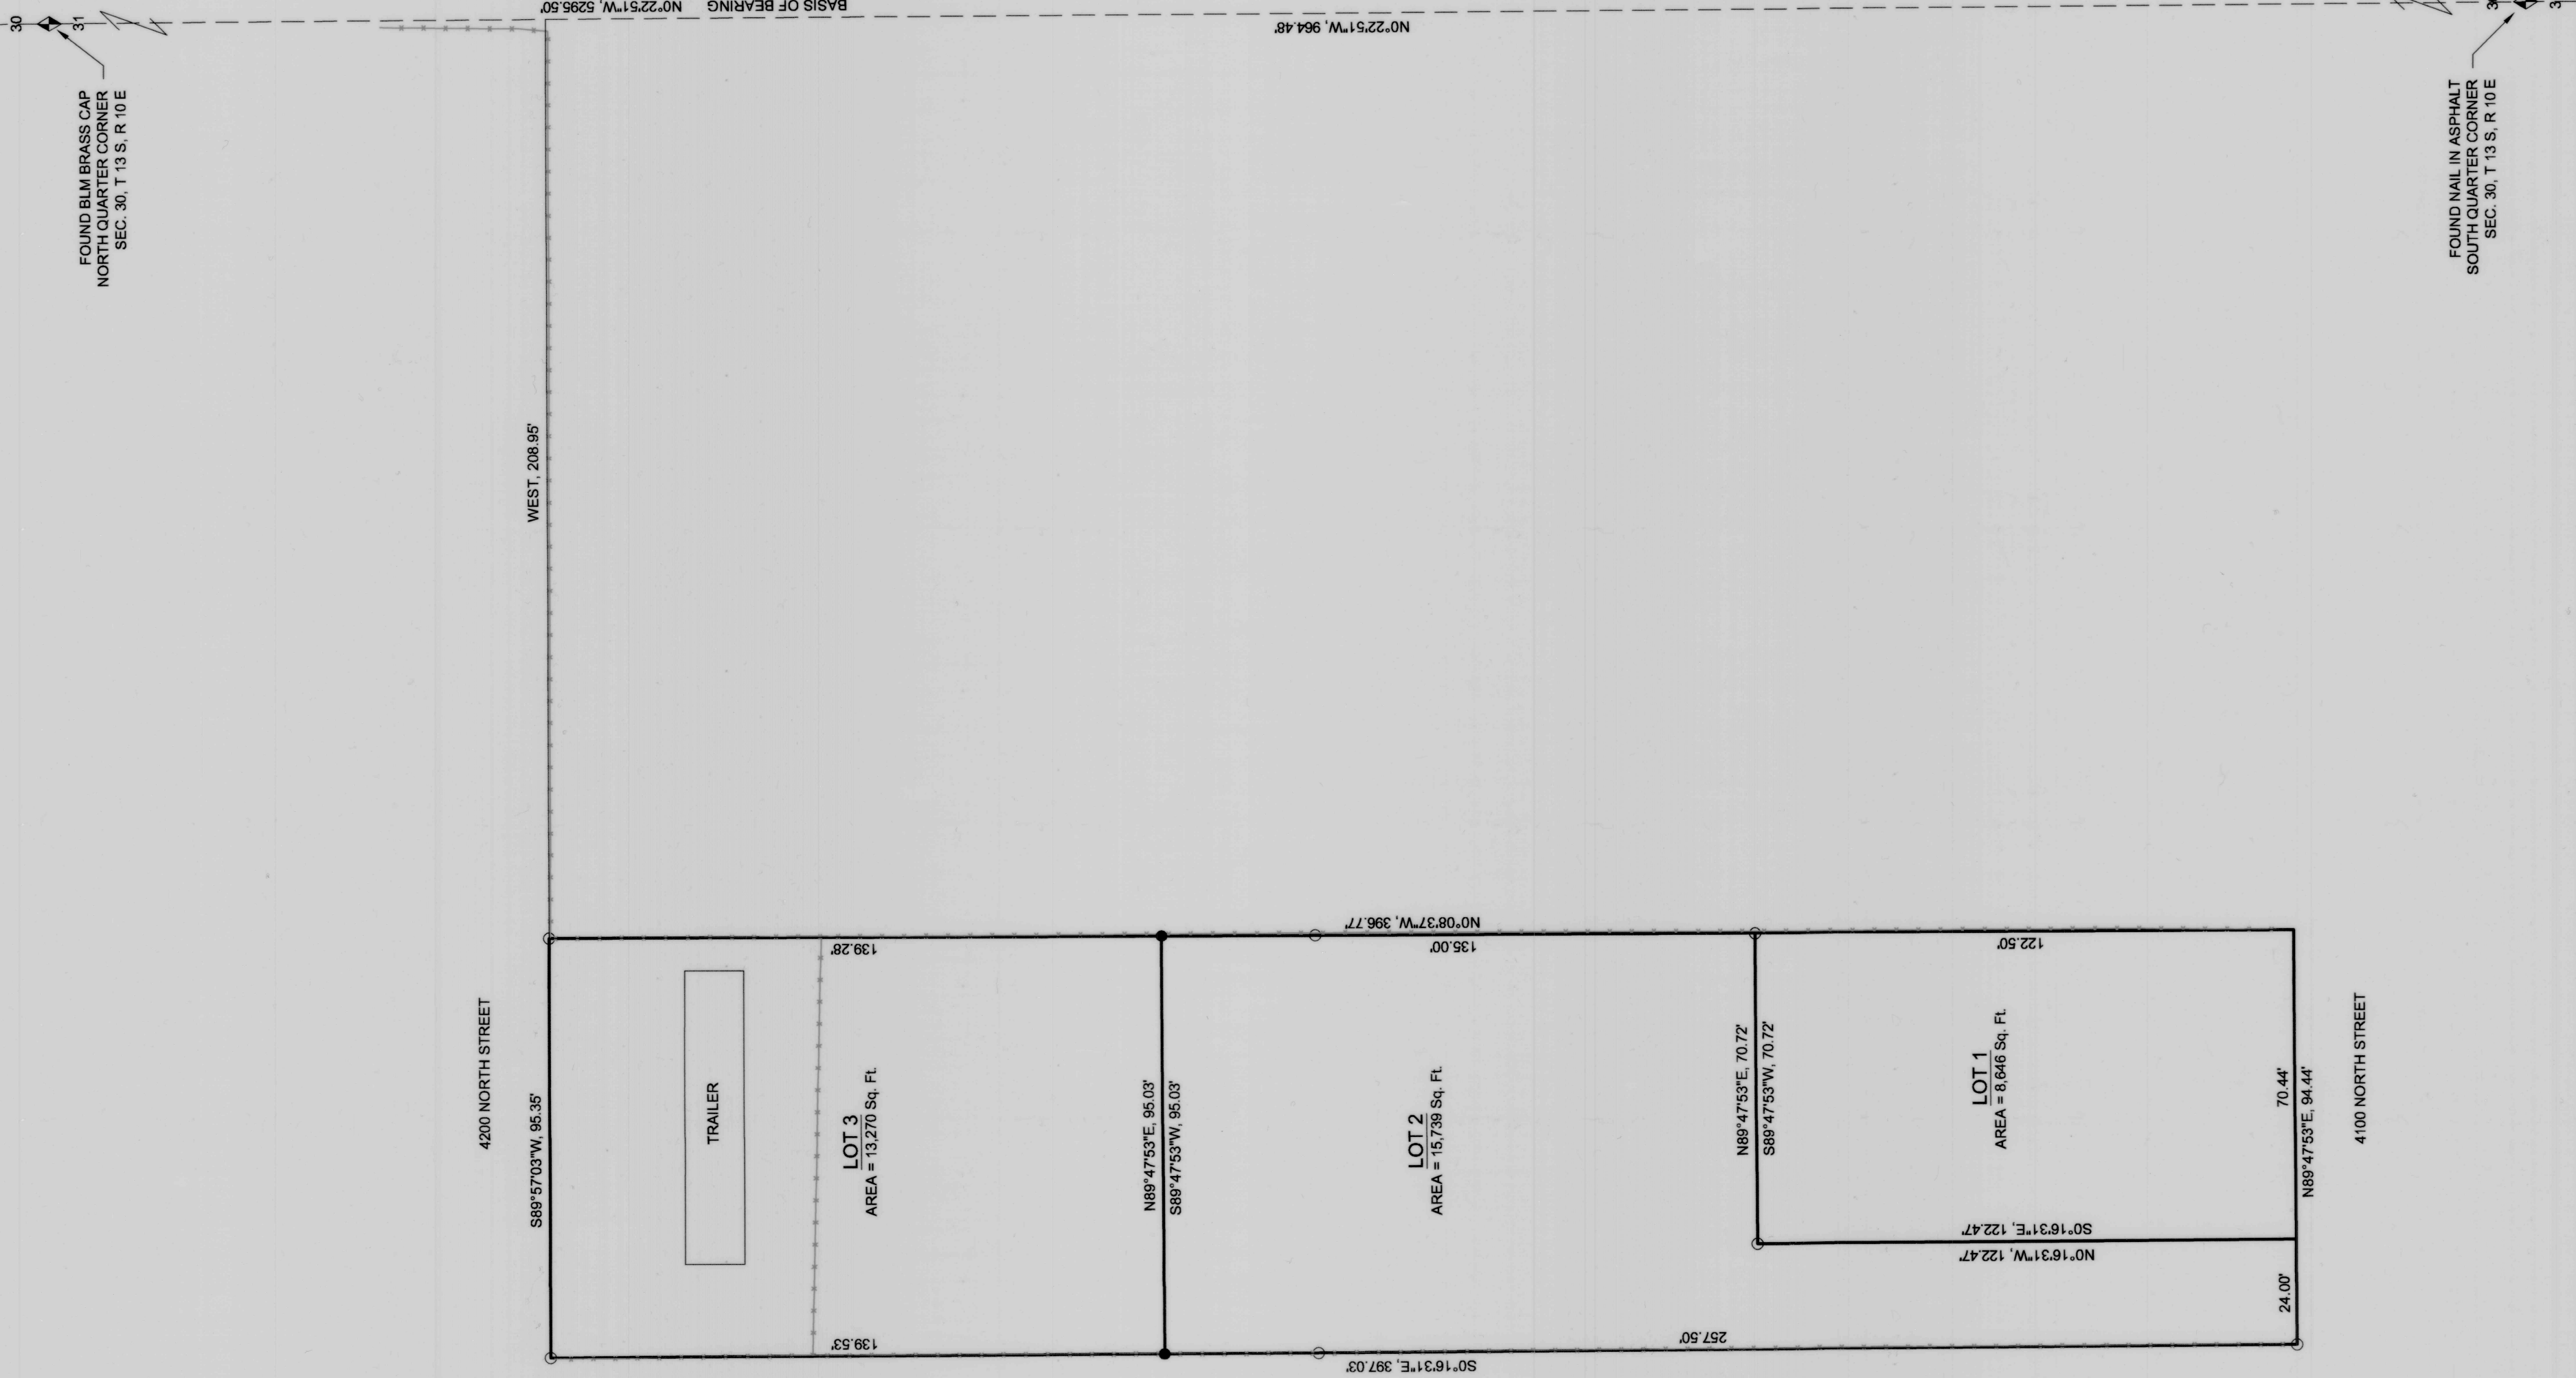 30
31
N0°22'51"W, 5295.50'
BASIS OF BEARING
N0°22'51"W, 964.48'
FOUND BLM BRASS CAP
NORTH QUARTER CORNER
SEC. 30, T 13 S, R 10 E
FOUND NAIL IN ASPHALT
SOUTH QUARTER CORNER
SEC. 30, T 13 S, R 10 E
WEST, 208.95'
4200 NORTH STREET
S89°57'03"W, 95.35'
TRAILER
139.28'
LOT 3
AREA = 13,270 Sq. Ft.
139.53'
N89°47'53"E, 95.03'
S89°47'53"W, 95.03'
N0°08'37"W, 396.77'
135.00'
LOT 2
AREA = 15,739 Sq. Ft.
S0°16'31"E, 397.03'
257.50'
N89°47'53"E, 70.72'
S89°47'53"W, 70.72'
122.50'
LOT 1
AREA = 8,646 Sq. Ft.
S0°16'31"E, 122.47'
N0°16'31"W, 122.47'
70.44'
24.00'
N89°47'53"E, 94.44'
4100 NORTH STREET